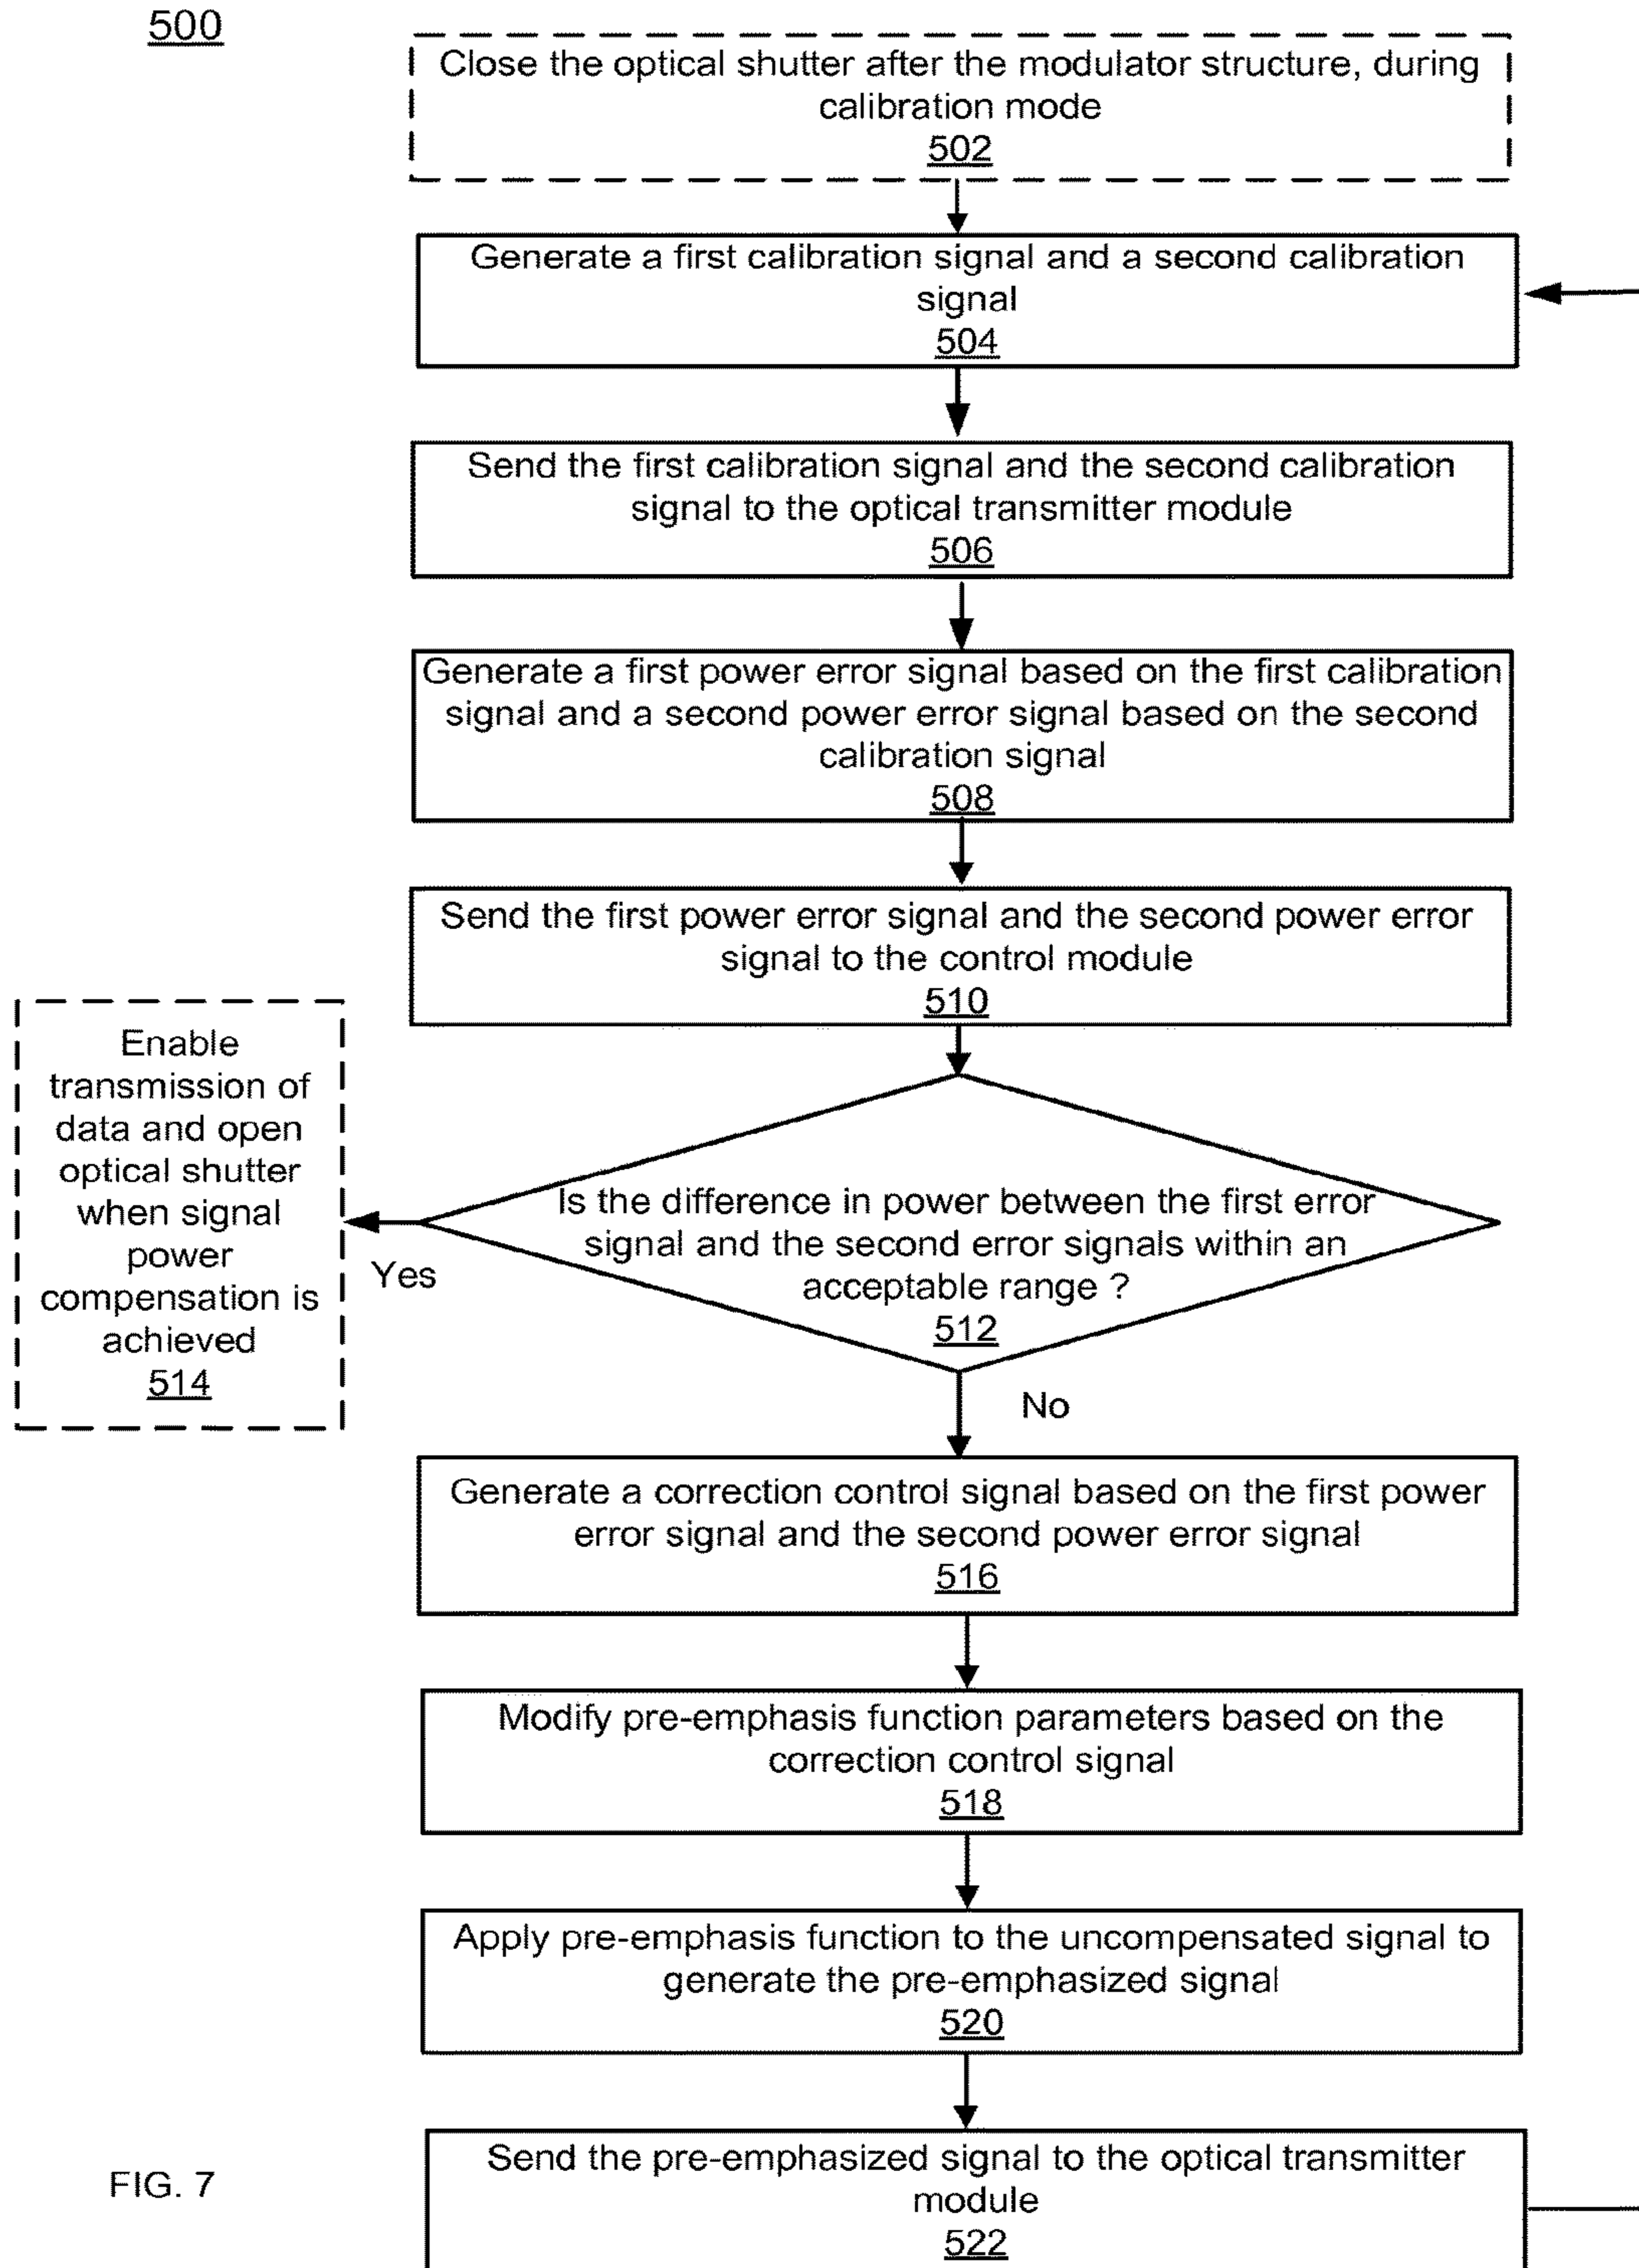 500
Close the optical shutter after the modulator structure, during
calibration mode
502
Generate a first calibration signal and a second calibration
signal
504
Send the first calibration signal and the second calibration
signal to the optical transmitter module
506
Generate a first power error signal based on the first calibration
signal and a second power error signal based on the second
calibration signal
508
Send the first power error signal and the second power error
signal to the control module
510
Is the difference in power between the first error
signal and the second error signals within an
acceptable range ?
512
Yes
Enable
transmission of
data and open
optical shutter
when signal
power
compensation is
achieved
514
No
Generate a correction control signal based on the first power
error signal and the second power error signal
516
Modify pre-emphasis function parameters based on the
correction control signal
518
Apply pre-emphasis function to the uncompensated signal to
generate the pre-emphasized signal
520
Send the pre-emphasized signal to the optical transmitter
module
522
FIG. 7